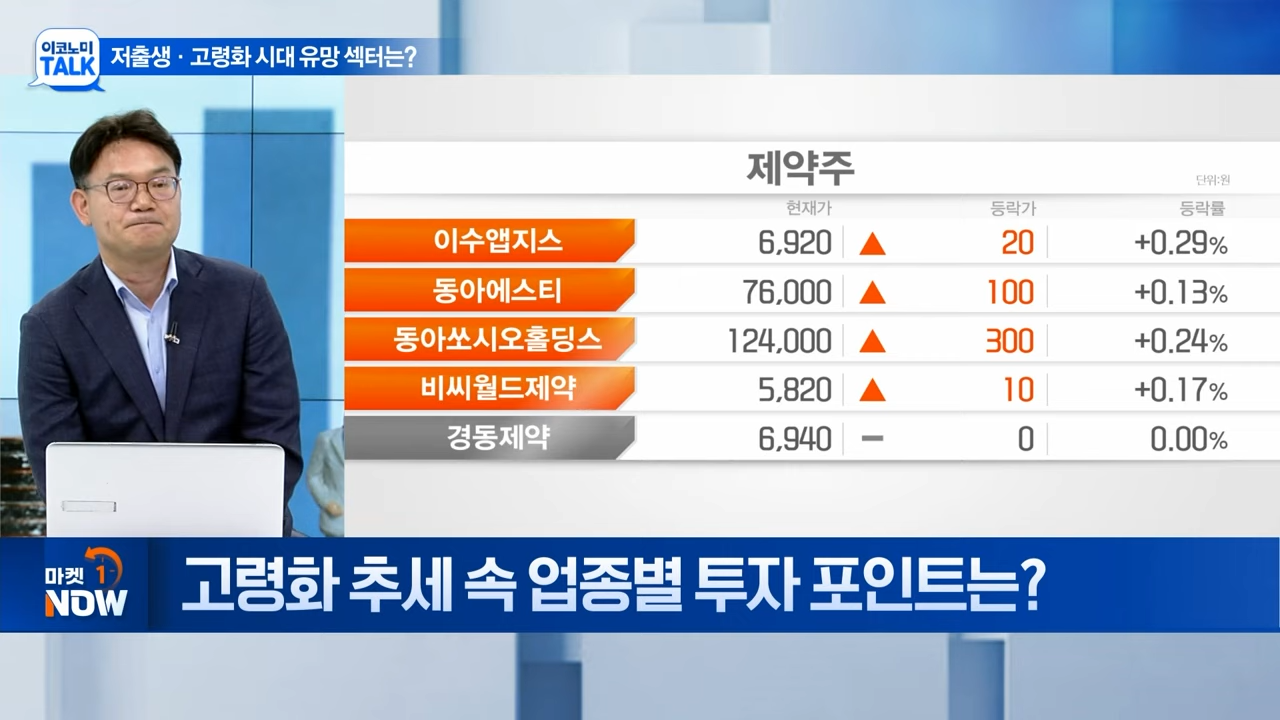 이코노미
TALK
저출생 · 고령화 시대 유망 섹터는?
제약주
단위:원
현재가 등락가 등락률
이수앱지스 6,920 ▲ 20 +0.29%
동아에스티 76,000 ▲ 100 +0.13%
동아쏘시오홀딩스 124,000 ▲ 300 +0.24%
비씨월드제약 5,820 ▲ 10 +0.17%
경동제약 6,940 - 0 0.00%
마켓 1
NOW
고령화 추세 속 업종별 투자 포인트는?